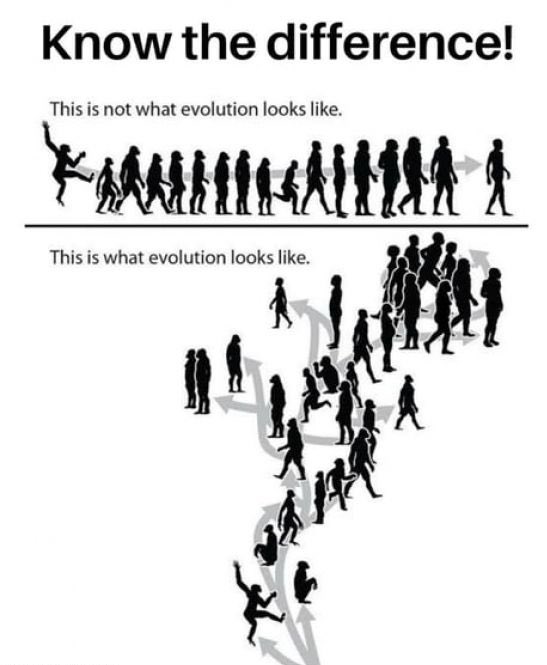 Know the difference!
This is not what evolution looks like.
This is what evolution looks like.